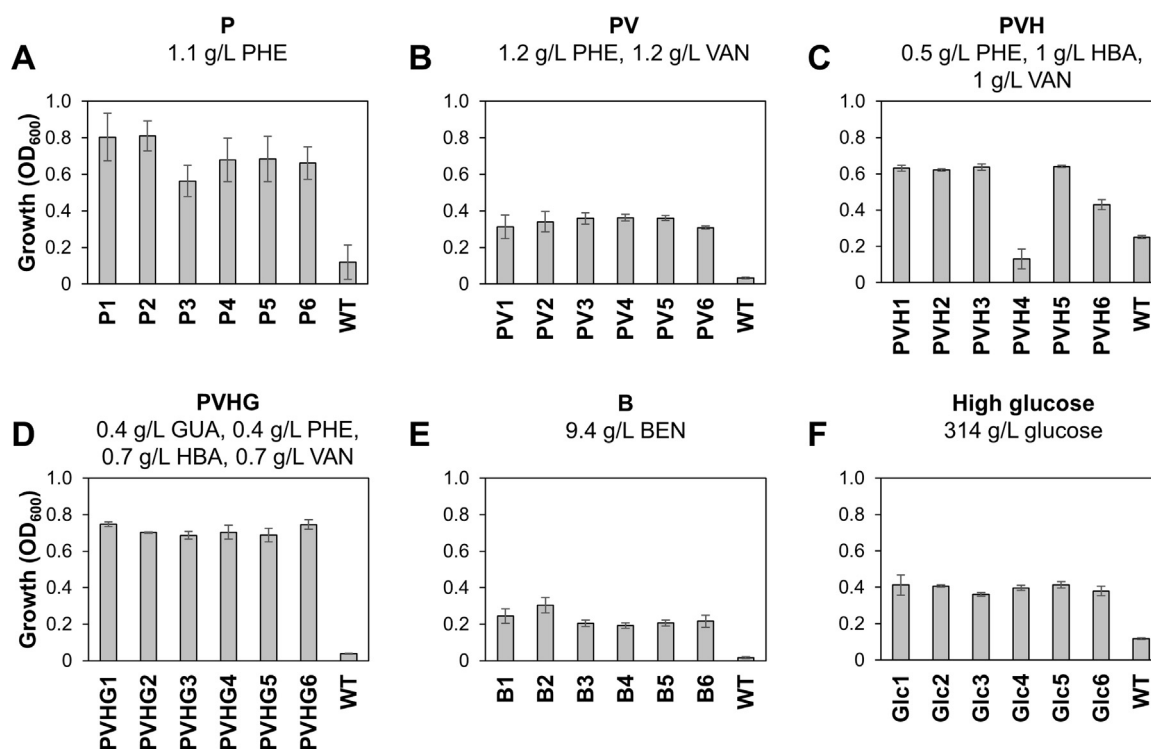 A
P
1.1 g/L PHE
Growth (OD600)
1.0
0.8
0.6
0.4
0.2
0
P1
P2
P3
P4
P5
P6
WT
B
PV
1.2 g/L PHE, 1.2 g/L VAN
1.0
0.8
0.6
0.4
0.2
0
PV1
PV2
PV3
PV4
PV5
PV6
WT
C
PVH
0.5 g/L PHE, 1 g/L HBA,
1 g/L VAN
1.0
0.8
0.6
0.4
0.2
0
PVH1
PVH2
PVH3
PVH4
PVH5
PVH6
WT
D
PVHG
0.4 g/L GUA, 0.4 g/L PHE,
0.7 g/L HBA, 0.7 g/L VAN
Growth (OD600)
1.0
0.8
0.6
0.4
0.2
0
PVHG1
PVHG2
PVHG3
PVHG4
PVHG5
PVHG6
WT
E
B
9.4 g/L BEN
1.0
0.8
0.6
0.4
0.2
0
B1
B2
B3
B4
B5
B6
WT
F
High glucose
314 g/L glucose
1.0
0.8
0.6
0.4
0.2
0
Glc1
Glc2
Glc3
Glc4
Glc5
Glc6
WT